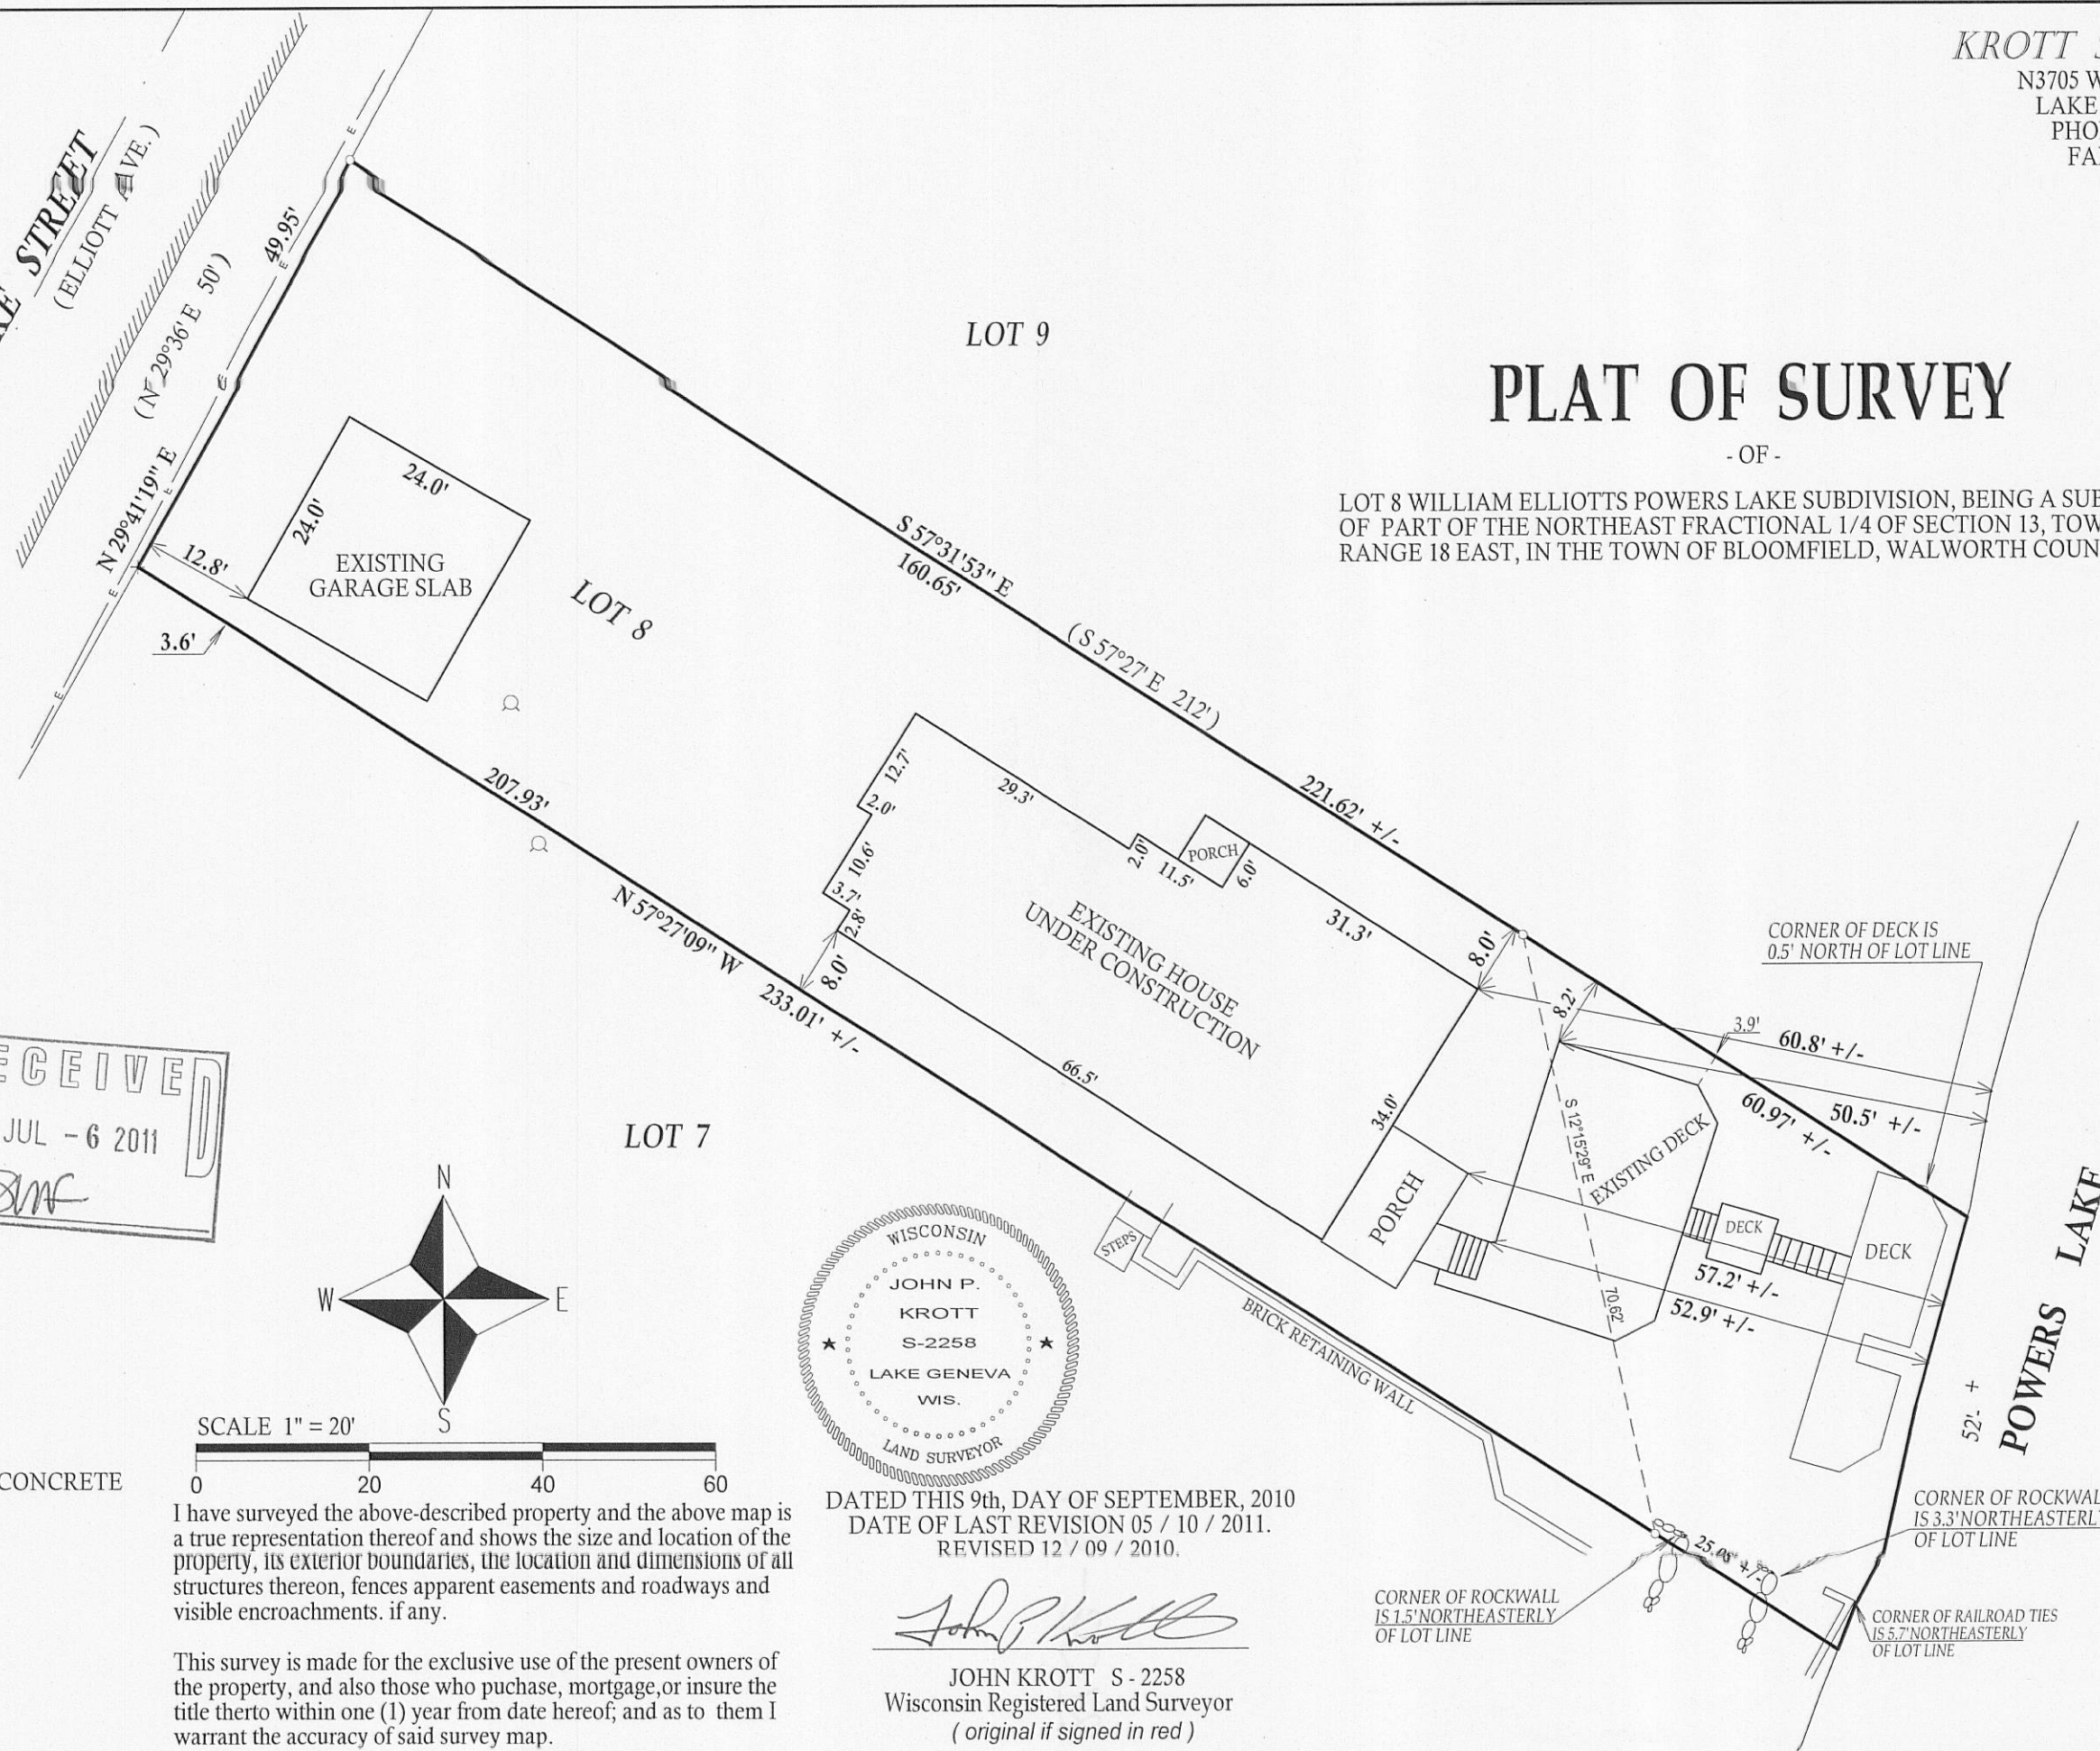 KROTT
N3705 W
LAKE
PHO
FA
STREET
(ELLIOTT AVE.)
(N 29°36' E 50')
49.95'
N 29°41'19" E
E
E
E
E
E
E
12.8'
3.6'
24.0'
24.0'
EXISTING
GARAGE SLAB
LOT 8
LOT 9
PLAT OF SURVEY
- OF -
LOT 8 WILLIAM ELLIOTTS POWERS LAKE SUBDIVISION, BEING A SUB
OF PART OF THE NORTHEAST FRACTIONAL 1/4 OF SECTION 13, TOW
RANGE 18 EAST, IN THE TOWN OF BLOOMFIELD, WALWORTH COUN
S 57°31'53" E
160.65'
(S 57°27' E 212')
221.62' +/-
207.93'
N 57°27'09" W
233.01' +/-
12.7'
2.0'
10.6'
3.7'
2.8'
8.0'
29.3'
2.0'
11.5'
PORCH
6.0'
31.3'
8.0'
8.2'
EXISTING HOUSE
UNDER CONSTRUCTION
66.5'
34.0'
PORCH
CORNER OF DECK IS
0.5' NORTH OF LOT LINE
3.9'
60.8' +/-
50.5' +/-
60.97' +/-
S 12°15'29" E
70.62'
EXISTING DECK
DECK
DECK
57.2' +/-
52.9' +/-
52'- +
POWERS LAKE
LOT 7
STEPS
BRICK RETAINING WALL
25.08' +/-
CORNER OF ROCKWAL
IS 3.3' NORTHEASTERL
OF LOT LINE
CORNER OF ROCKWALL
IS 1.5' NORTHEASTERLY
OF LOT LINE
CORNER OF RAILROAD TIES
IS 5.7' NORTHEASTERLY
OF LOT LINE
ECEIVED
JUL - 6 2011
N
W E
S
SCALE 1" = 20'
0 20 40 60
CONCRETE
I have surveyed the above-described property and the above map is
a true representation thereof and shows the size and location of the
property, its exterior boundaries, the location and dimensions of all
structures thereon, fences apparent easements and roadways and
visible encroachments. if any.
This survey is made for the exclusive use of the present owners of
the property, and also those who puchase, mortgage,or insure the
title therto within one (1) year from date hereof; and as to them I
warrant the accuracy of said survey map.
WISCONSIN
JOHN P.
KROTT
S-2258
LAKE GENEVA
WIS.
LAND SURVEYOR
DATED THIS 9th, DAY OF SEPTEMBER, 2010
DATE OF LAST REVISION 05 / 10 / 2011.
REVISED 12 / 09 / 2010.
John P Krott
JOHN KROTT S - 2258
Wisconsin Registered Land Surveyor
( original if signed in red )